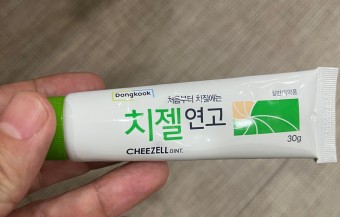 Dongkook
처음부터 치질에는
일반의약품
치젤연고
CHEEZELL OINT.
30g